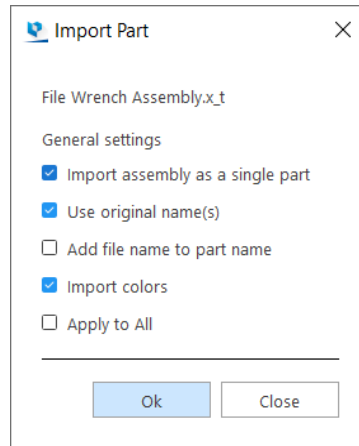 Import Part
File Wrench Assembly.x_t
General settings
Import assembly as a single part
Use original name(s)
Add file name to part name
Import colors
Apply to All
Ok
Close